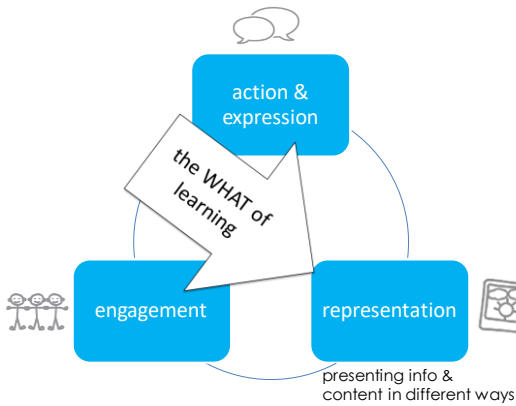 action &
expression
the WHAT of
learning
engagement
representation
presenting info &
content in different ways